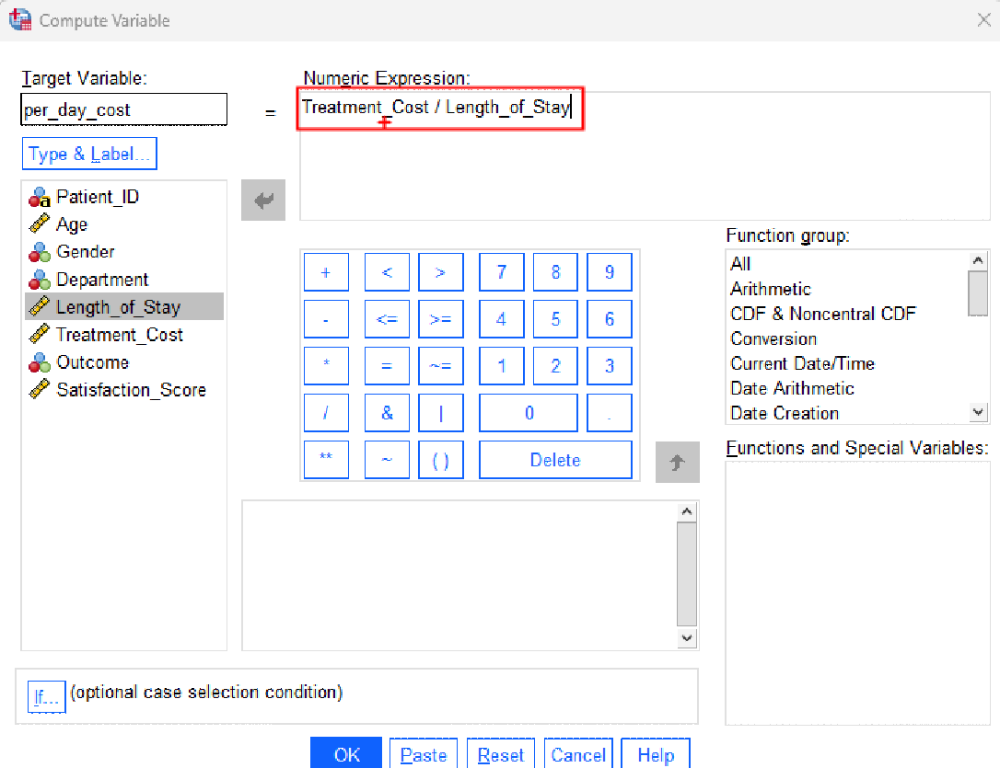 Compute Variable
Target Variable:
Numeric Expression:
per_day_cost
=
Treatment_Cost / Length_of_Stay
Type & Label...
Patient_ID
Age
Gender
Department
Length_of_Stay
Treatment_Cost
Outcome
Satisfaction_Score
+ < > 7 8 9
- <= >= 4 5 6
* = ~= 1 2 3
/ & | 0 .
** ~ ( ) Delete
Function group:
All
Arithmetic
CDF & Noncentral CDF
Conversion
Current Date/Time
Date Arithmetic
Date Creation
Functions and Special Variables:
If... (optional case selection condition)
OK Paste Reset Cancel Help